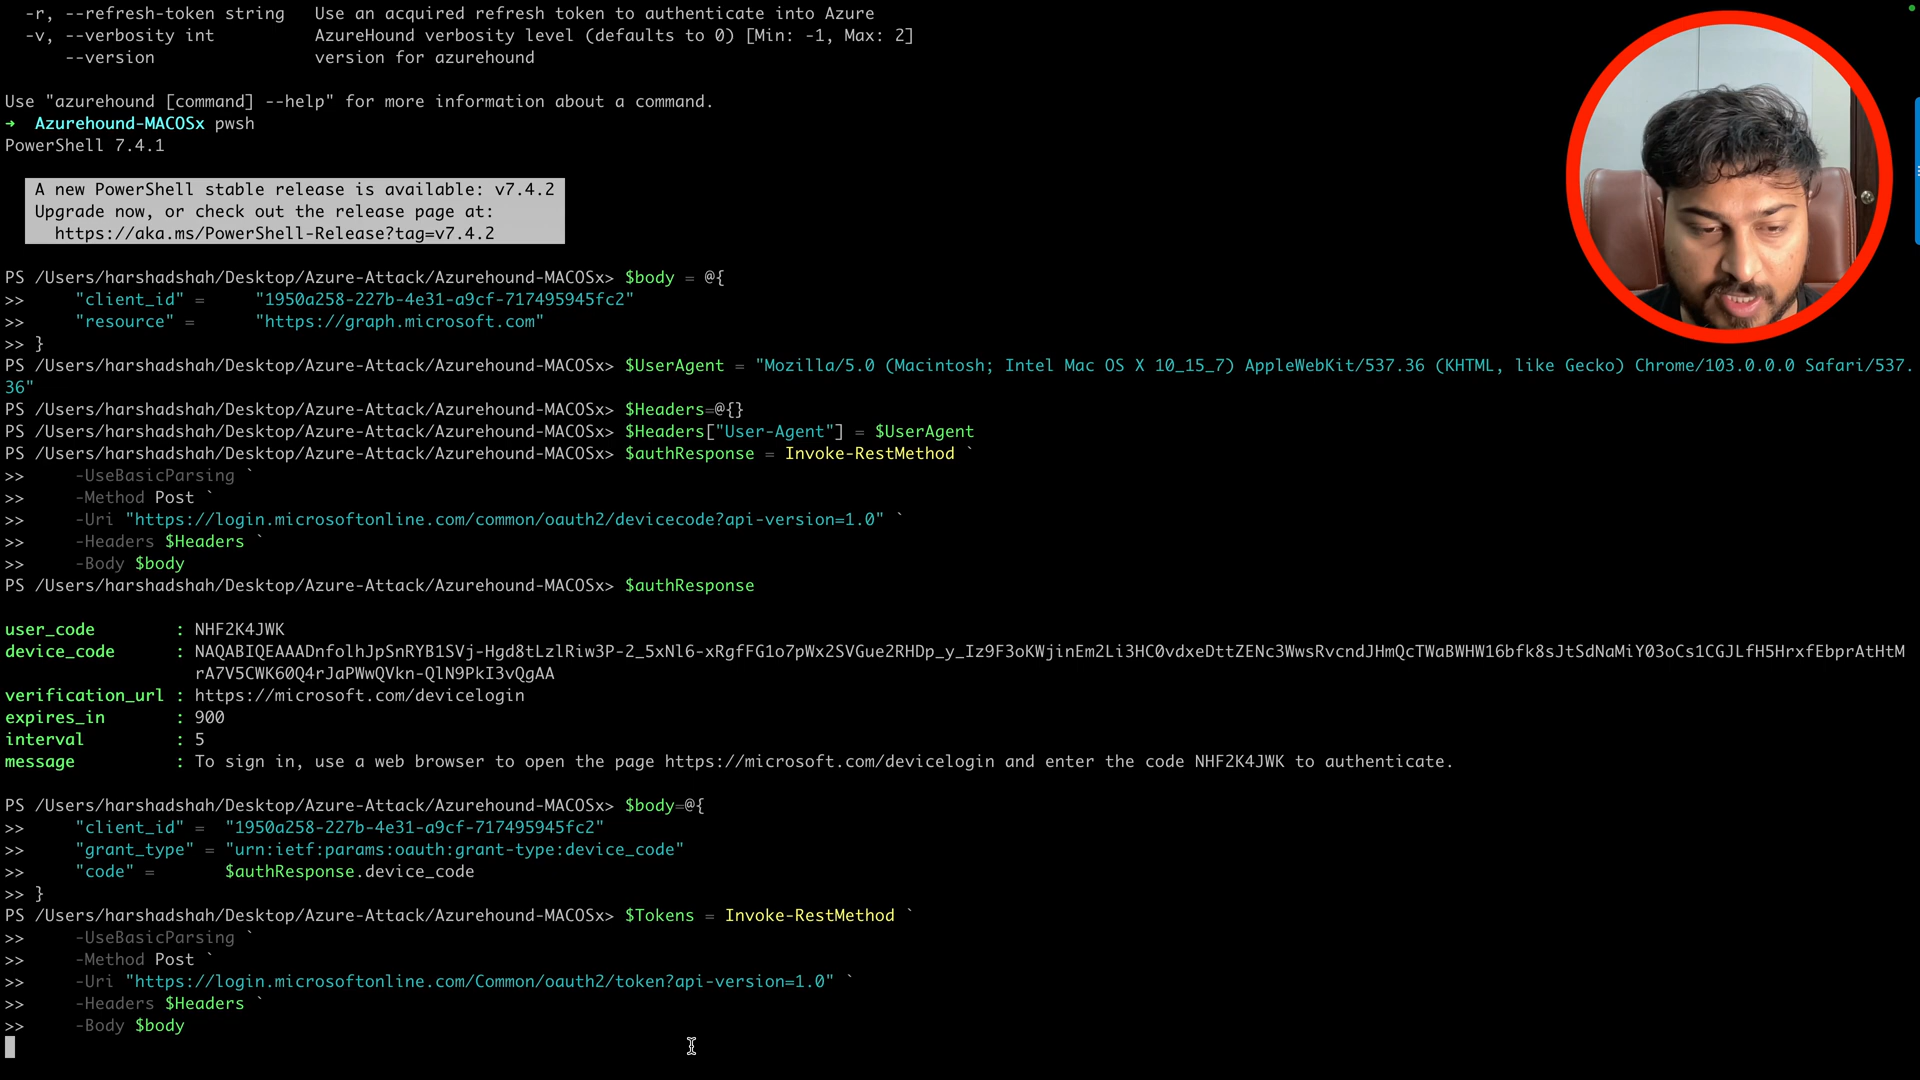 -r, --refresh-token string   Use an acquired refresh token to authenticate into Azure
-v, --verbosity int          AzureHound verbosity level (defaults to 0) [Min: -1, Max: 2]
    --version                version for azurehound
Use "azurehound [command] --help" for more information about a command.
→  Azurehound-MACOSx pwsh
PowerShell 7.4.1
A new PowerShell stable release is available: v7.4.2
Upgrade now, or check out the release page at:
https://aka.ms/PowerShell-Release?tag=v7.4.2
PS /Users/harshadshah/Desktop/Azure-Attack/Azurehound-MACOSx> $body = @{
>>     "client_id" =     "1950a258-227b-4e31-a9cf-717495945fc2"
>>     "resource" =      "https://graph.microsoft.com"
>> }
PS /Users/harshadshah/Desktop/Azure-Attack/Azurehound-MACOSx> $UserAgent = "Mozilla/5.0 (Macintosh; Intel Mac OS X 10_15_7) AppleWebKit/537.36 (KHTML, like Gecko) Chrome/103.0.0.0 Safari/537.
36"
PS /Users/harshadshah/Desktop/Azure-Attack/Azurehound-MACOSx> $Headers=@{}
PS /Users/harshadshah/Desktop/Azure-Attack/Azurehound-MACOSx> $Headers["User-Agent"] = $UserAgent
PS /Users/harshadshah/Desktop/Azure-Attack/Azurehound-MACOSx> $authResponse = Invoke-RestMethod `
>>     -UseBasicParsing `
>>     -Method Post `
>>     -Uri "https://login.microsoftonline.com/common/oauth2/devicecode?api-version=1.0" `
>>     -Headers $Headers `
>>     -Body $body
PS /Users/harshadshah/Desktop/Azure-Attack/Azurehound-MACOSx> $authResponse
user_code        : NHF2K4JWK
device_code      : NAQABIQEAAADnfolhJpSnRYB1SVj-Hgd8tLzlRiw3P-2_5xNl6-xRgfFG1o7pWx2SVGue2RHDp_y_Iz9F3oKWjinEm2Li3HC0vdxeDttZENc3WwsRvcndJHmQcTWaBWHW16bfk8sJtSdNaMiY03oCs1CGJLfH5HrxfEbprAtHtM
rA7V5CWK60Q4rJaPWwQVkn-QlN9PkI3vQgAA
verification_url : https://microsoft.com/devicelogin
expires_in       : 900
interval         : 5
message          : To sign in, use a web browser to open the page https://microsoft.com/devicelogin and enter the code NHF2K4JWK to authenticate.
PS /Users/harshadshah/Desktop/Azure-Attack/Azurehound-MACOSx> $body=@{
>>     "client_id" =  "1950a258-227b-4e31-a9cf-717495945fc2"
>>     "grant_type" = "urn:ietf:params:oauth:grant-type:device_code"
>>     "code" =       $authResponse.device_code
>> }
PS /Users/harshadshah/Desktop/Azure-Attack/Azurehound-MACOSx> $Tokens = Invoke-RestMethod `
>>     -UseBasicParsing `
>>     -Method Post `
>>     -Uri "https://login.microsoftonline.com/Common/oauth2/token?api-version=1.0" `
>>     -Headers $Headers `
>>     -Body $body